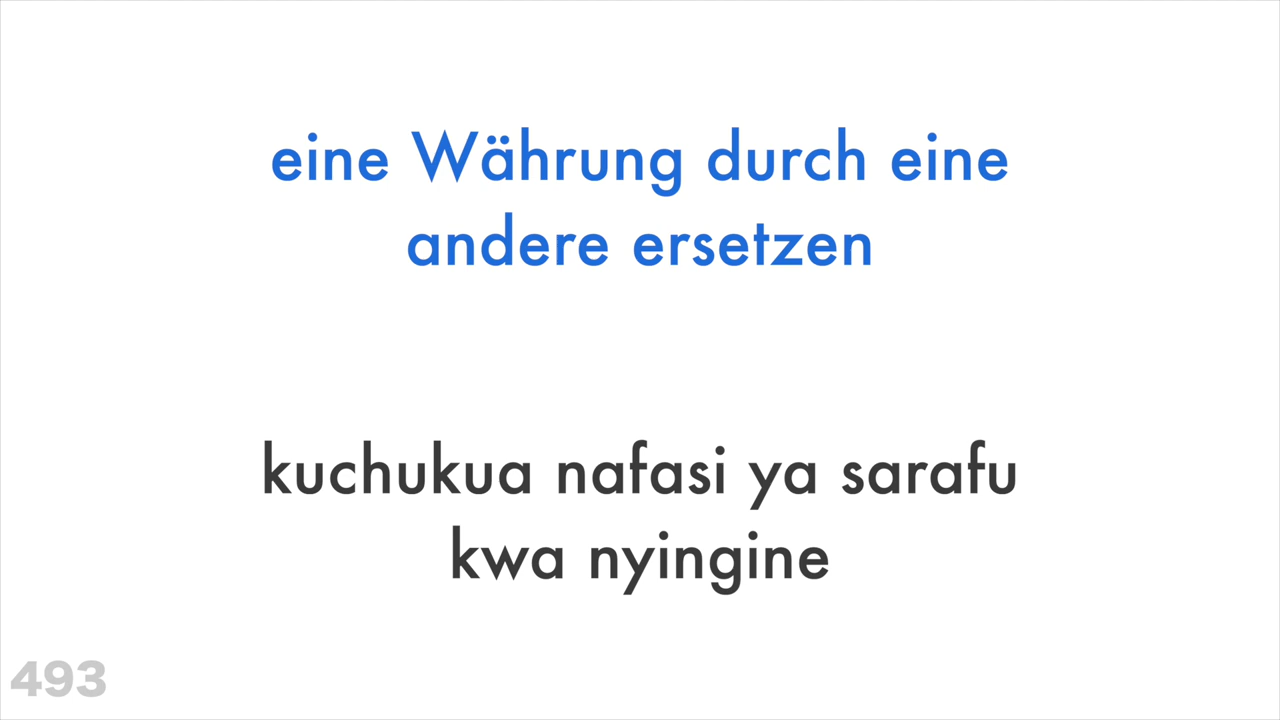 eine Währung durch eine
andere ersetzen
kuchukua nafasi ya sarafu
kwa nyingine
493